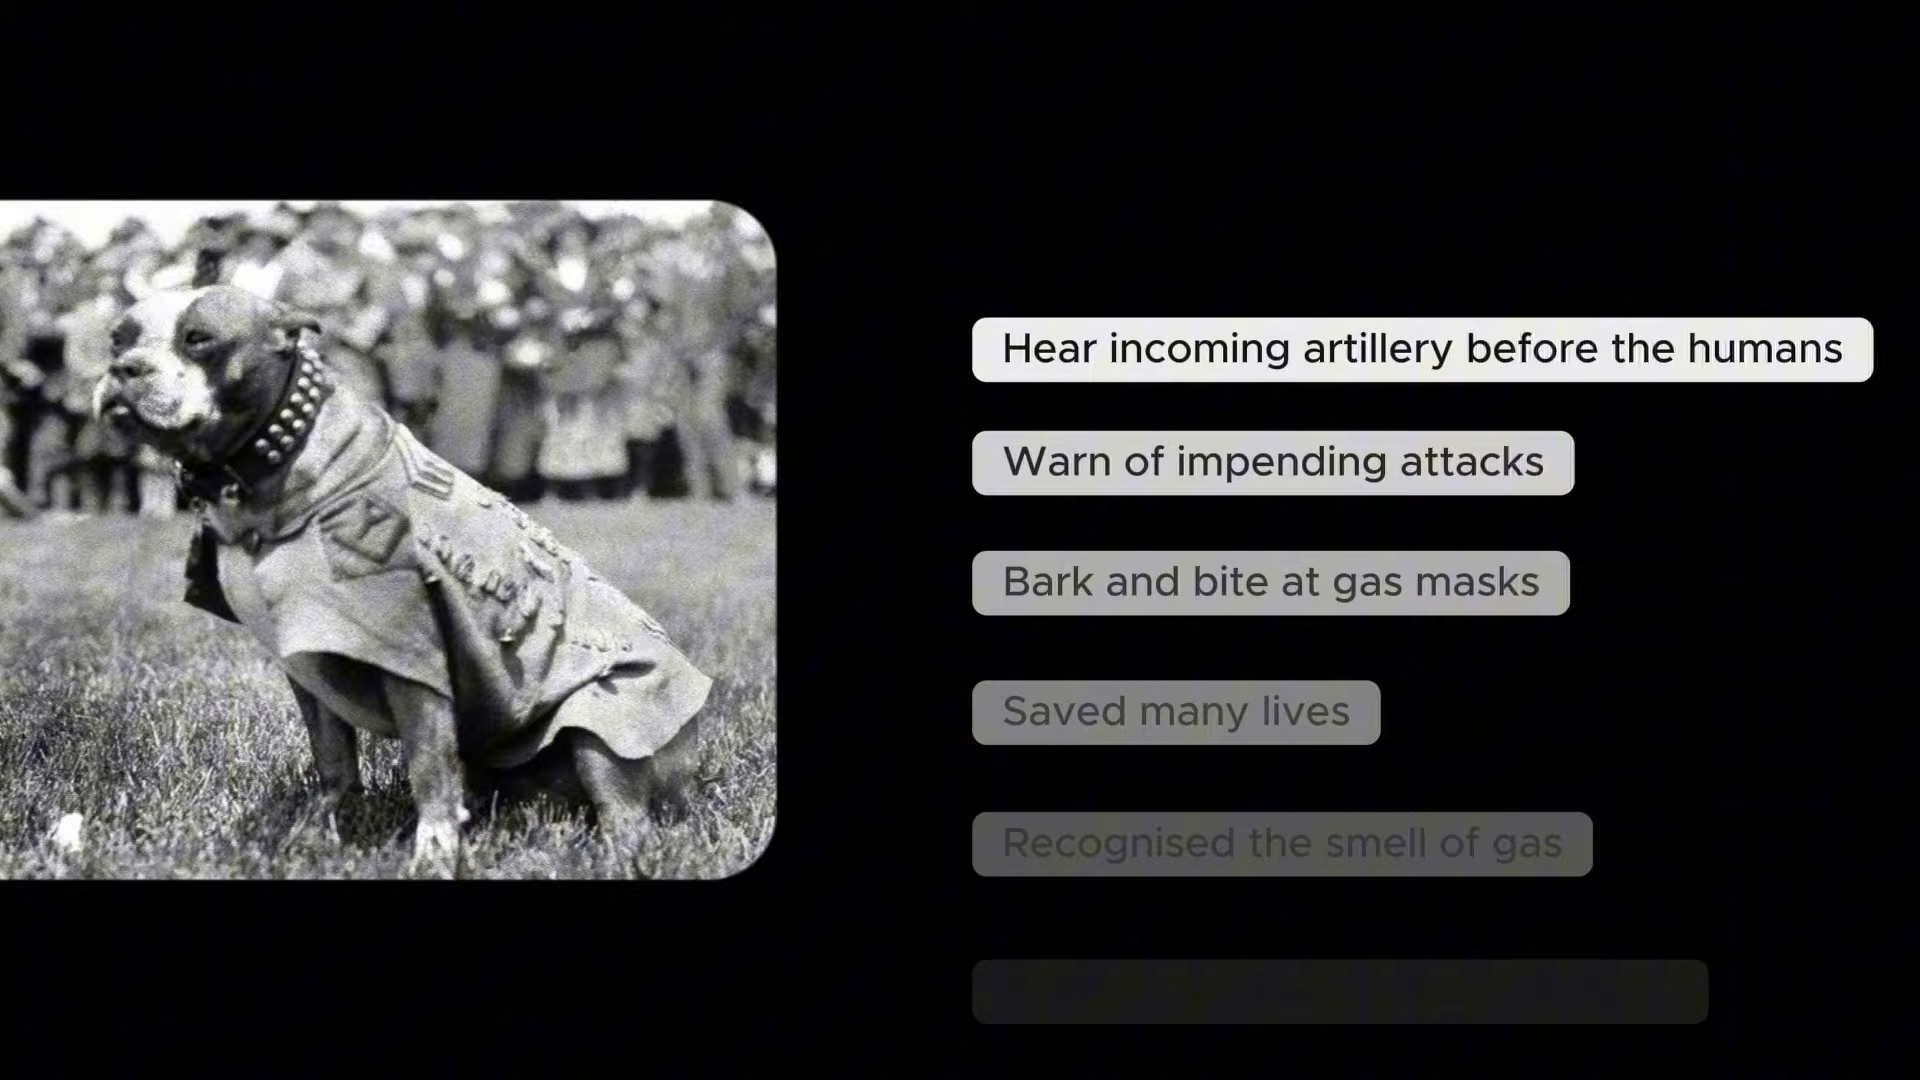 Hear incoming artillery before the humans
Warn of impending attacks
Bark and bite at gas masks
Saved many lives
Recognised the smell of gas